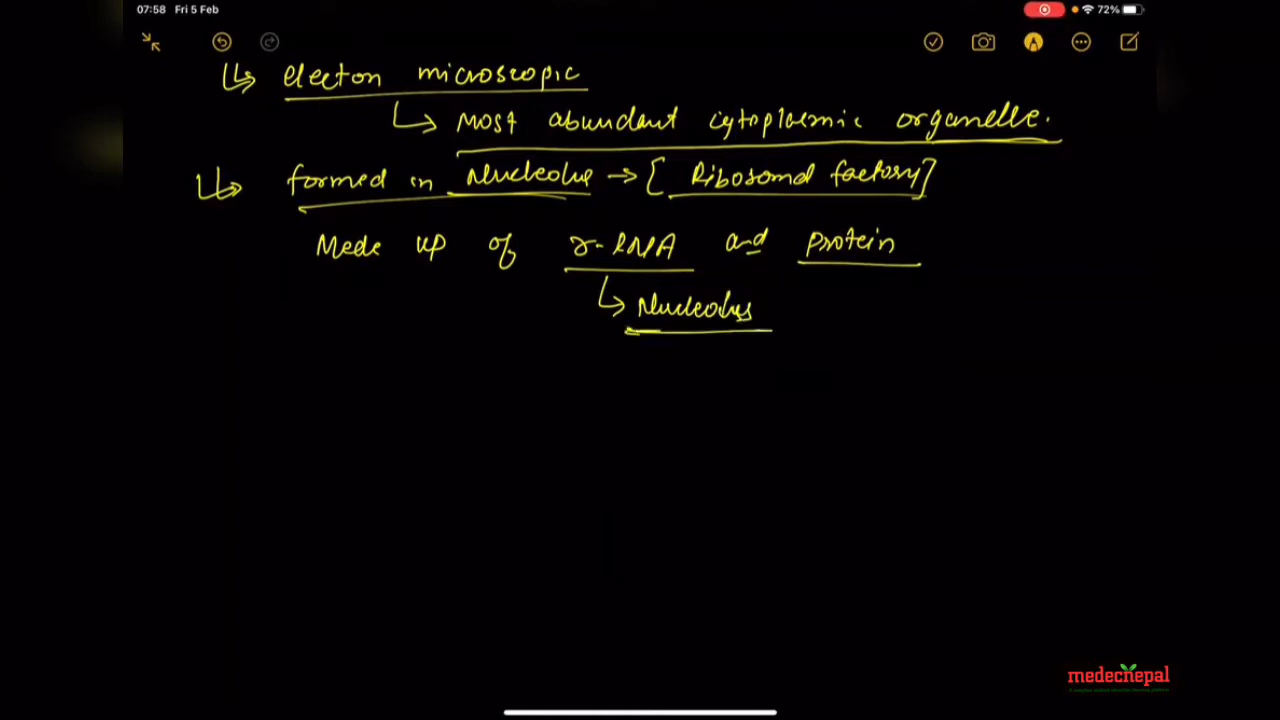 07:58 Fri 5 Feb 72%
electon microscopic
Most abundant cytoplasmic organelle.
formed in Nucleolus → [Ribosomal factory]
Made up of r-RNA and protein
Nucleolus
medecnepal